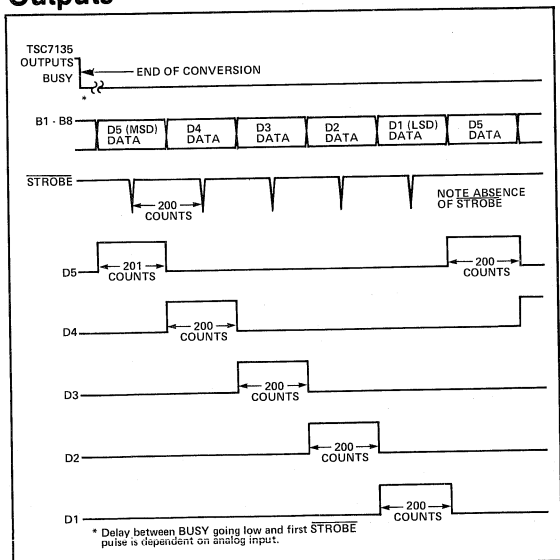 Outputs
TSC7135
OUTPUTS
BUSY
END OF CONVERSION
*
B1 - B8
D5 (MSD)
DATA
D4
DATA
D3
DATA
D2
DATA
D1 (LSD)
DATA
D5
DATA
STROBE
200
COUNTS
NOTE ABSENCE
OF STROBE
D5
201
COUNTS
200
COUNTS
D4
200
COUNTS
D3
200
COUNTS
D2
200
COUNTS
D1
200
COUNTS
* Delay between BUSY going low and first STROBE
pulse is dependent on analog input.